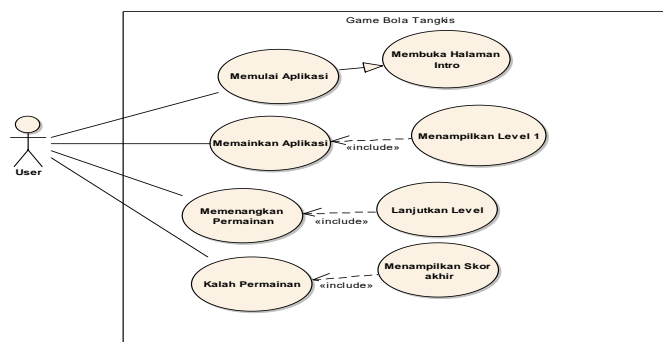 Game Bola Tangkis
Membuka Halaman
Intro
Memulai Aplikasi
Memainkan Aplikasi
«include»
Menampilkan Level 1
User
Memenangkan
Permainan
«include»
Lanjutkan Level
Kalah Permainan
«include»
Menampilkan Skor
akhir